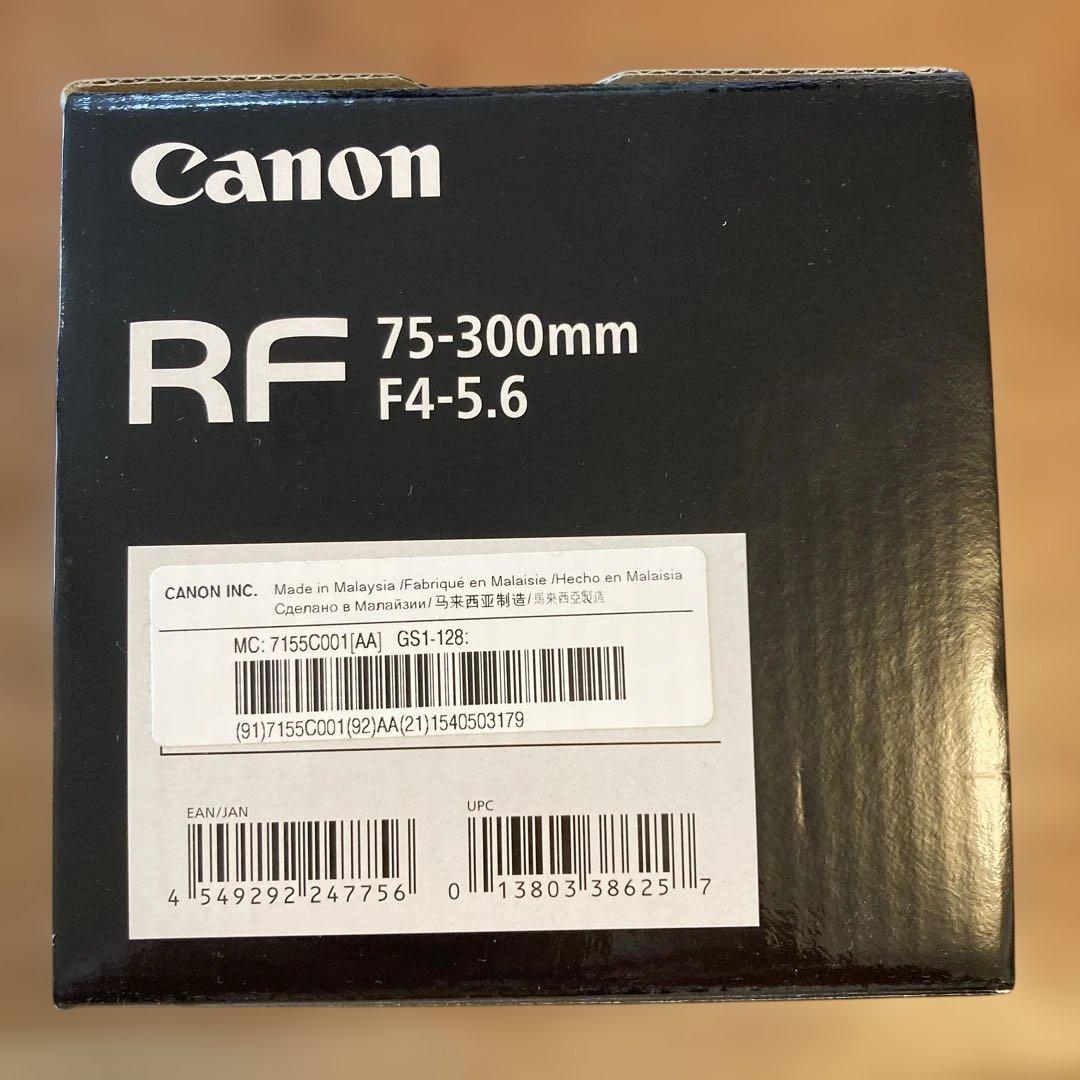 Canon
RF 75-300mm
F4-5.6
CANON INC. Made in Malaysia /Fabriqué en Malaisie /Hecho en Malaisia
Сделано в Малайзии/马来西亚制造/馬來西亞製造
MC: 7155C001[AA] GS1-128:
(91)7155C001(92)AA(21)1540503179
EAN/JAN UPC
4 549292 247756 0 13803 38625 7